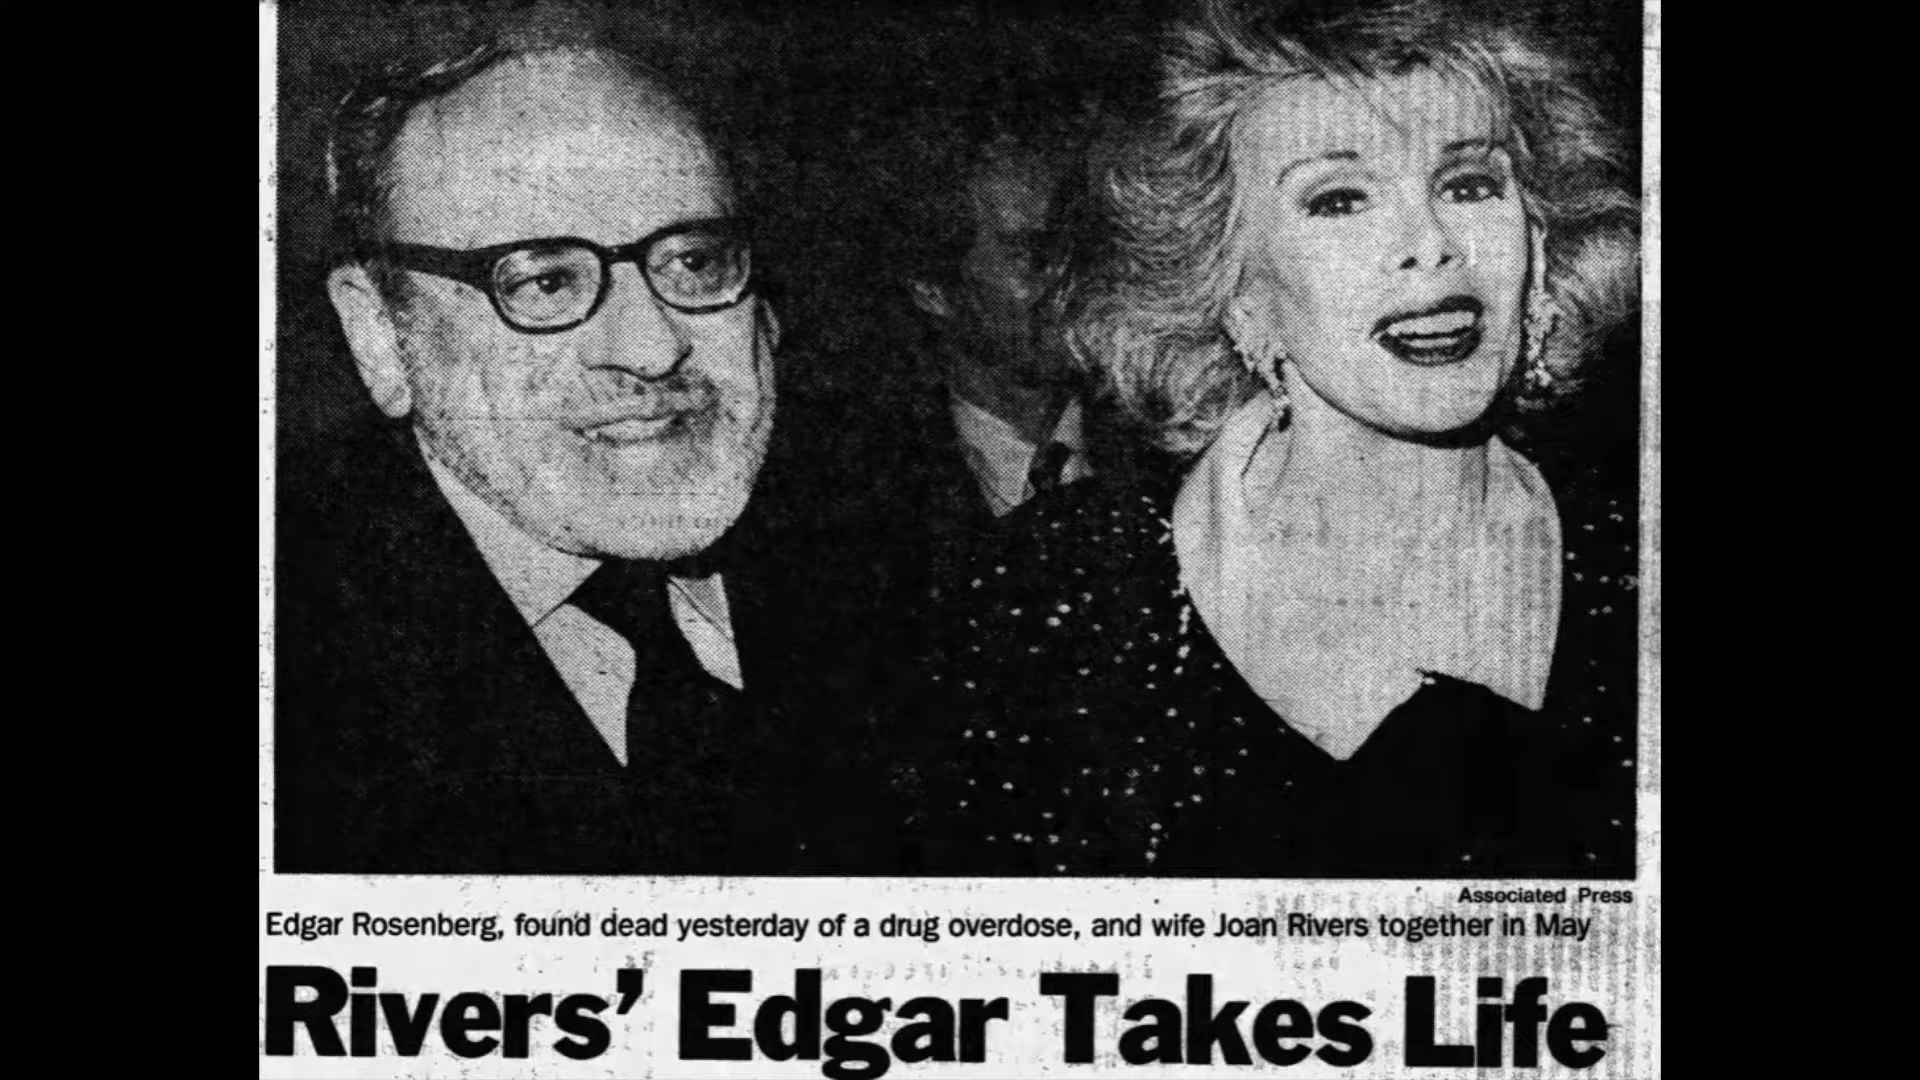 Associated Press
Edgar Rosenberg, found dead yesterday of a drug overdose, and wife Joan Rivers together in May
Rivers’ Edgar Takes Life